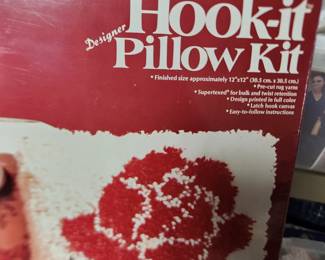 Designer
Hook-it™
Pillow Kit
• Finished size approximately 12"x12" (30.5 cm. x 30.5 cm.)
• Pre-cut rug yarns
• Supertexed® for bulk and twist retention
• Design printed in full color
• Latch hook canvas
• Easy-to-follow instructions